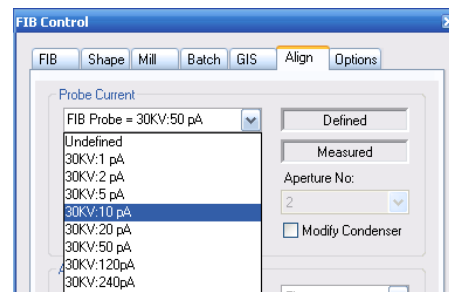 FIB Control
FIB Shape Mill Batch GIS Align Options
Probe Current
FIB Probe = 30KV:50 pA
Defined
Undefined
Measured
30KV:1 pA
30KV:2 pA
Aperture No:
30KV:5 pA
2
30KV:10 pA
30KV:20 pA
Modify Condenser
30KV:50 pA
30KV:120pA
30KV:240pA